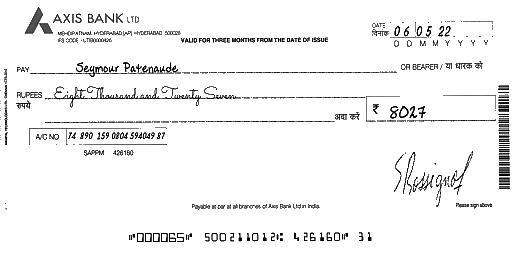 AXIS BANK LTD
MEHDIPATNAM, HYDERABAD [AP] - HYDERABAD 500028
IFS CODE - UTIB0000426
VALID FOR THREE MONTHS FROM THE DATE OF ISSUE
DATE
दिनांक 06 05 22
D D M M Y Y Y Y
PAY Seymour Patenaude OR BEARER / या धारक को
RUPEES Eight Thousand and Twenty Seven
रुपये अदा करें ₹ 8027
A/C NO 74 890 159 0804 594049 87
SAPPM 426160
S Rossignol
Payable at par at all branches of Axis Bank Ltd in India.
Please sign above
⑈000065⑈ 500211012⑆ 426160⑈ 31